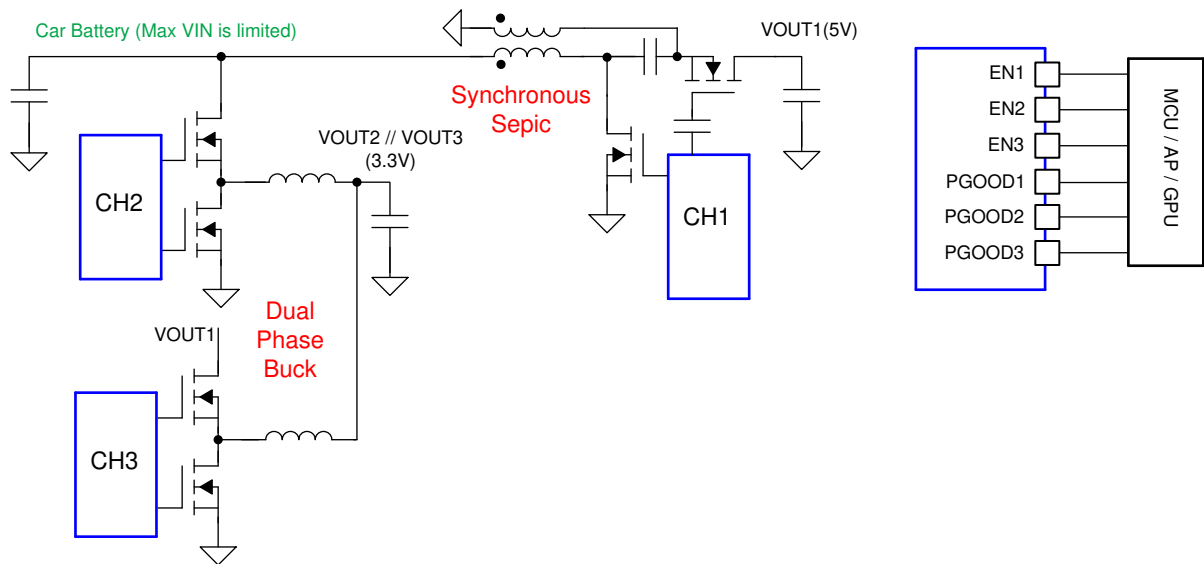 Car Battery (Max VIN is limited)
VOUT1(5V)
Synchronous
Sepic
CH2
VOUT2 // VOUT3
(3.3V)
CH1
Dual
Phase
Buck
VOUT1
CH3
EN1
EN2
EN3
PGOOD1
PGOOD2
PGOOD3
MCU / AP / GPU